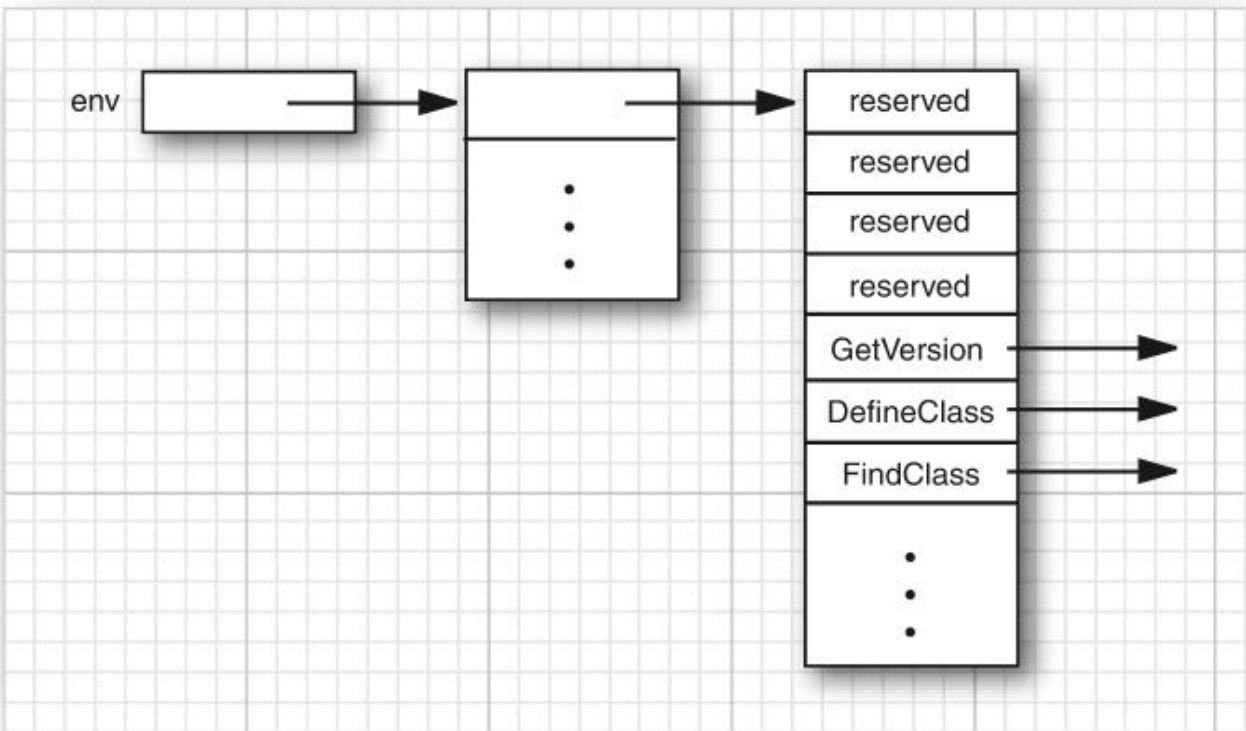 env
reserved
reserved
reserved
reserved
GetVersion
DefineClass
FindClass